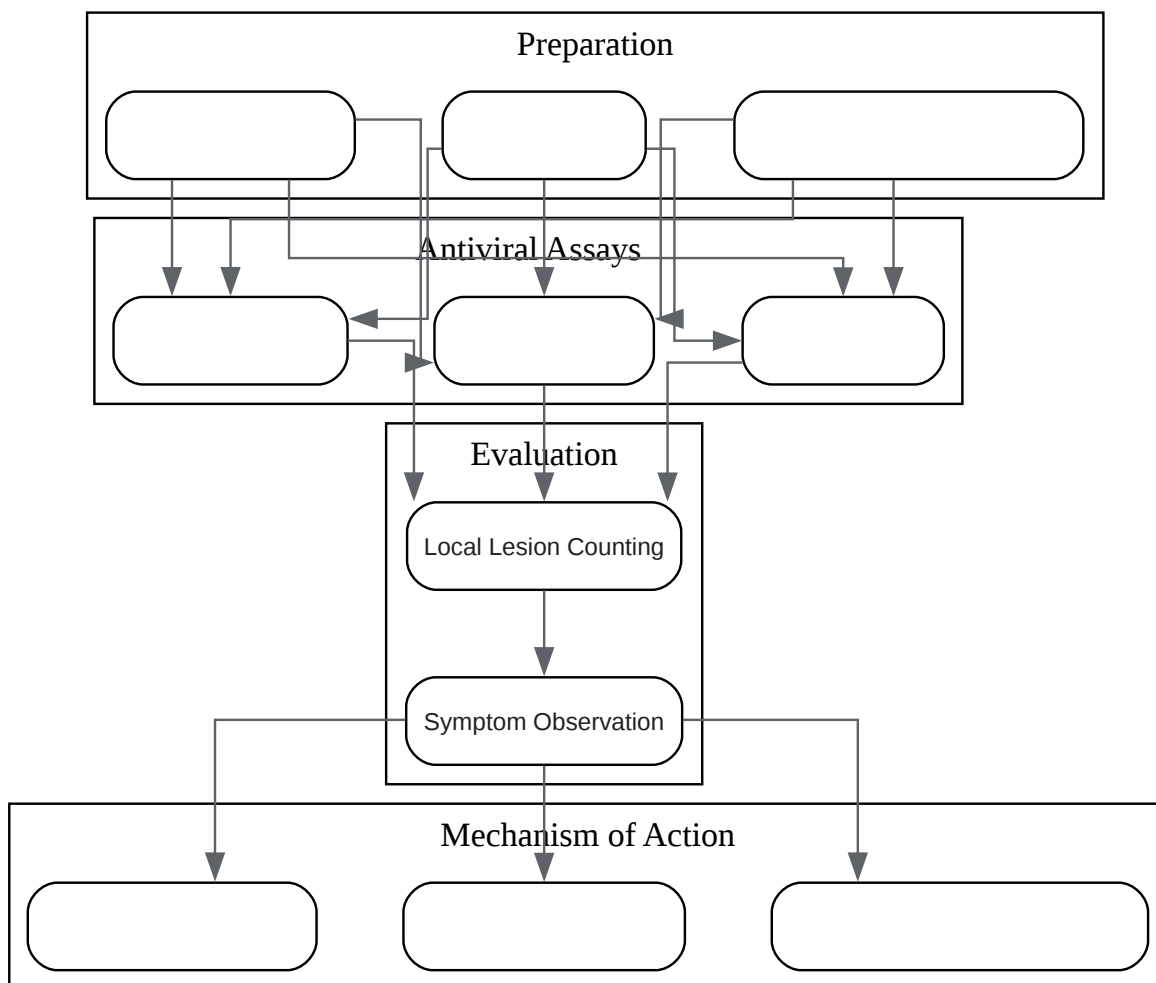 Preparation
Antiviral Assays
Evaluation
Local Lesion Counting
Symptom Observation
Mechanism of Action